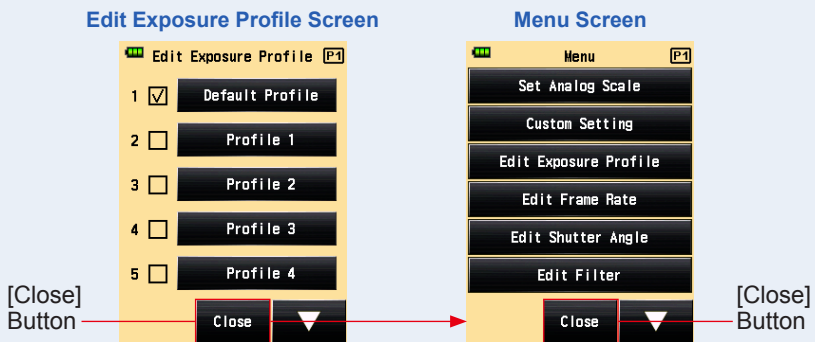 Edit Exposure Profile Screen
Edit Exposure Profile P1
1 Default Profile
2 Profile 1
3 Profile 2
4 Profile 3
5 Profile 4
Close
[Close]
Button
Menu Screen
Menu P1
Set Analog Scale
Custom Setting
Edit Exposure Profile
Edit Frame Rate
Edit Shutter Angle
Edit Filter
Close
[Close]
Button